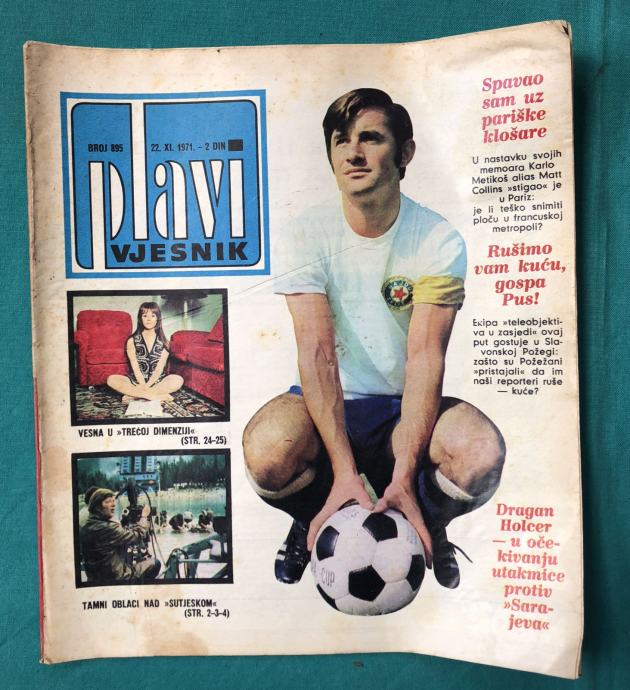 BROJ 895
22. XI. 1971. – 2 DIN
plavi
VJESNIK
VESNA U »TREĆOJ DIMENZIJI«
(STR. 24-25)
TAMNI OBLACI NAD "SUTJESKOM"
(STR. 2-3-4)
Spavao
sam uz
pariške
klošare
U nastavku svojih
memoara Karlo
Metikoš alias Matt
Collins »stigao« je
u Pariz:
je li teško snimiti
ploču u francuskoj
metropoli?
Rušimo
vam kuću,
gospa
Pus!
Ekipa »teleobjekti-
va u zasjedi« ovaj
put gostuje u Sla-
vonskoj Požegi:
zašto su Požežani
»pristajali« da im
naši reporteri ruše
— kuće?
Dragan
Holcer
— u oče-
kivanju
utakmice
protiv
»Sara-
jeva«
CUP